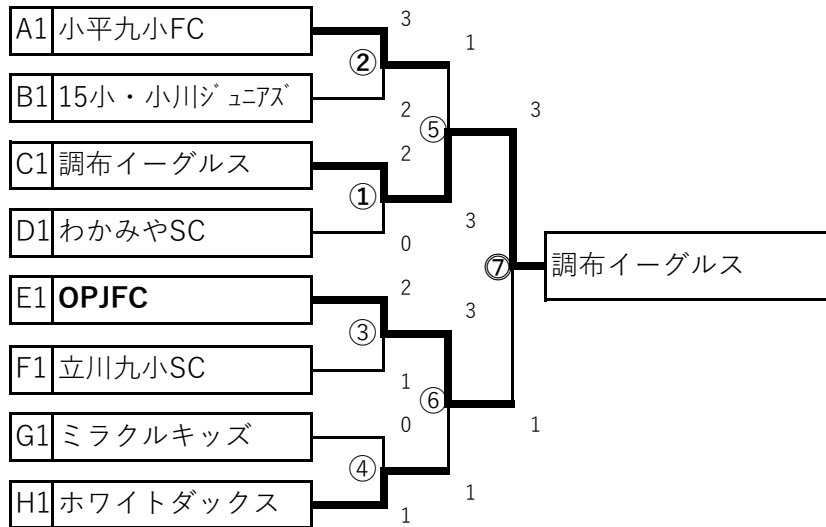 A1 小平九小FC
3
1
②
B1 15小・小川ｼﾞｭﾆｱｽﾞ
2
⑤
3
2
C1 調布イーグルス
①
D1 わかみやSC
0
3
⑦
調布イーグルス
E1 OPJFC
2
3
③
F1 立川九小SC
1
⑥
0
1
G1 ミラクルキッズ
④
H1 ホワイトダックス
1
1